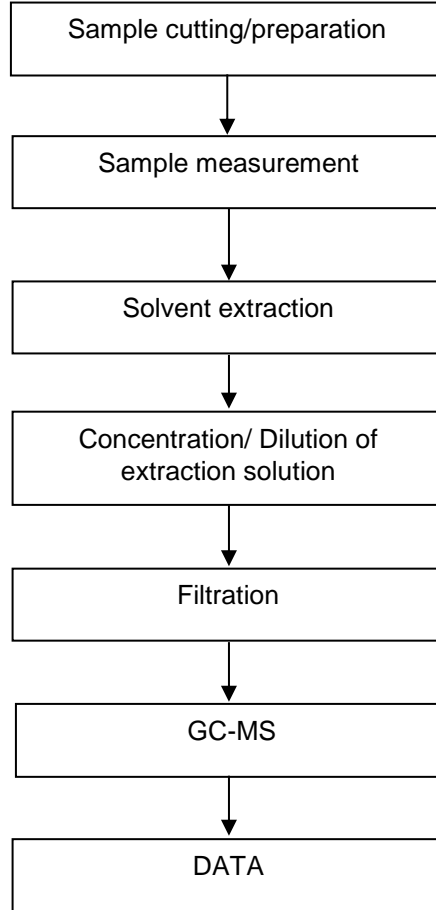 Sample cutting/preparation
Sample measurement
Solvent extraction
Concentration/ Dilution of
extraction solution
Filtration
GC-MS
DATA